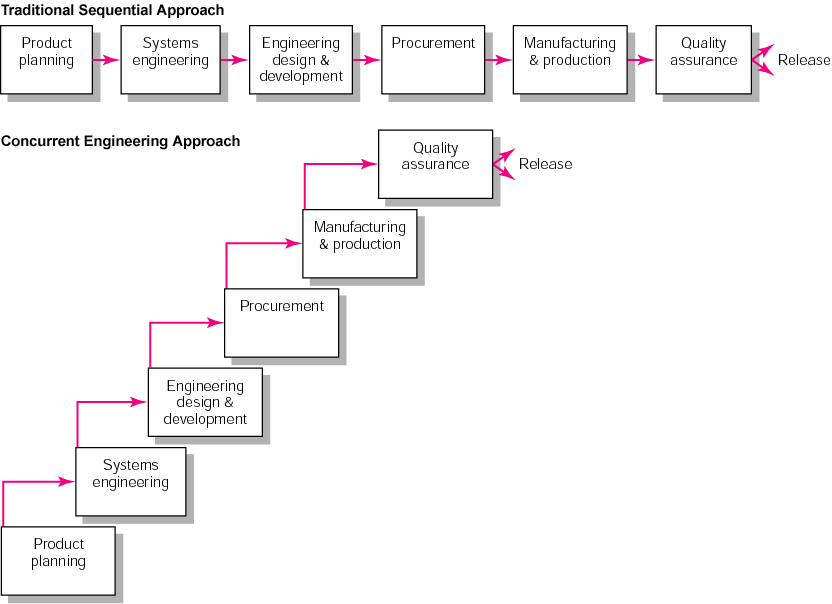 Traditional Sequential Approach
Product
planning
Systems
engineering
Engineering
design &
development
Procurement
Manufacturing
& production
Quality
assurance
Release
Concurrent Engineering Approach
Quality
assurance
Release
Manufacturing
& production
Procurement
Engineering
design &
development
Systems
engineering
Product
planning